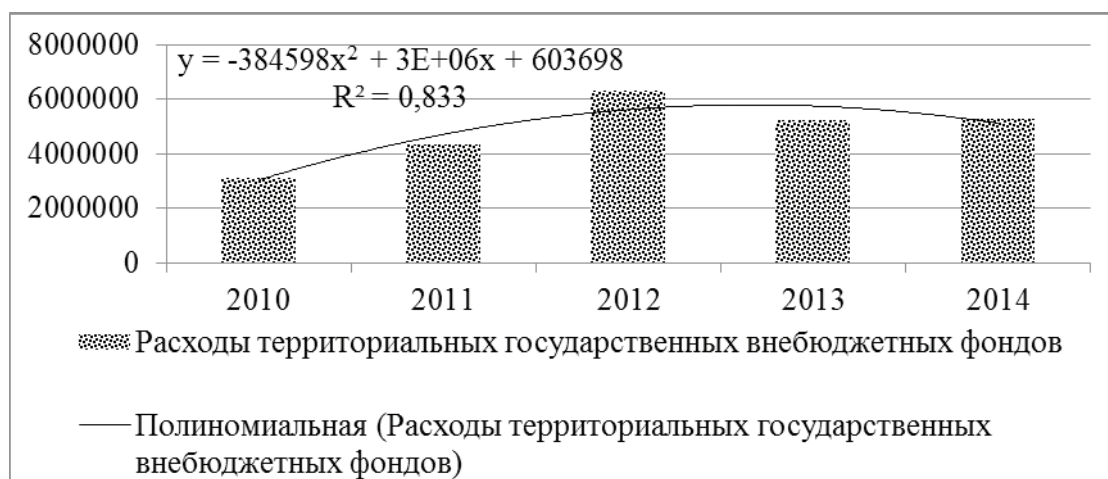 8000000
y = -384598x² + 3E+06x + 603698
6000000
R² = 0,833
4000000
2000000
0
2010 2011 2012 2013 2014
Расходы территориальных государственных внебюджетных фондов
Полиномиальная (Расходы территориальных государственных
внебюджетных фондов)